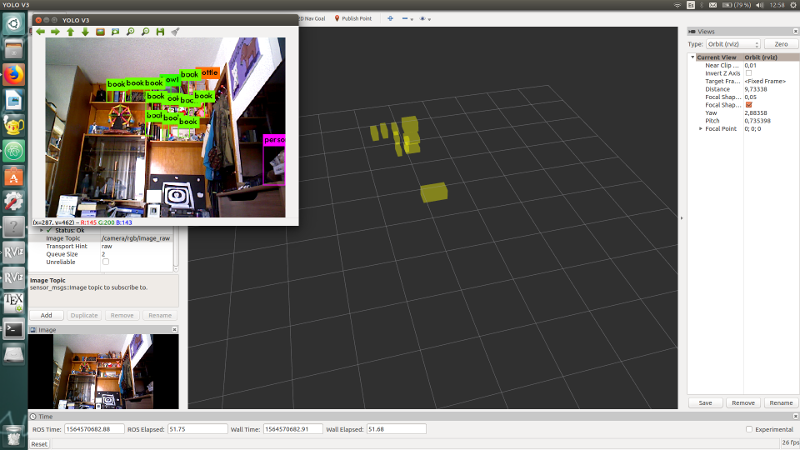 YOLO V3
En
(79 %)
12:58
YOLO V3
2D Nav Goal
Publish Point
book
book
book
book
book
book
book
book
book
book
perso
(x=287, y=462) ~ R:145 G:200 B:143
Status: Ok
Image Topic /camera/rgb/image_raw
Transport Hint raw
Queue Size 2
Unreliable
Image Topic
sensor_msgs::Image topic to subscribe to.
Add Duplicate Remove Rename
Image
Views
Type: Orbit (rviz) Zero
Current View Orbit (rviz)
Near Clip ... 0,01
Invert Z Axis
Target Fra... <Fixed Frame>
Distance 9,73338
Focal Shap... 0,05
Focal Shap...
Yaw 2,88358
Pitch 0,735398
Focal Point 0; 0; 0
Save Remove Rename
Time
ROS Time: 1564570682.88 ROS Elapsed: 51.75 Wall Time: 1564570682.91 Wall Elapsed: 51.68 Experimental
Reset 26 fps